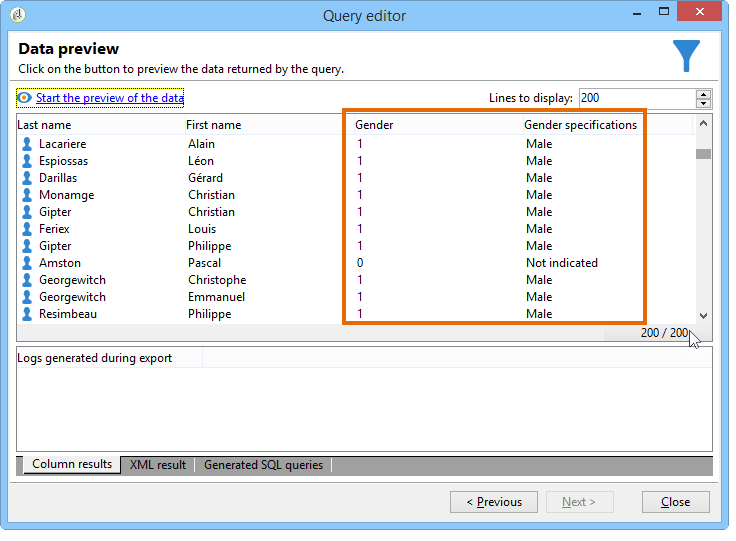 Query editor
Data preview
Click on the button to preview the data returned by the query.
Start the preview of the data Lines to display: 200
Last name First name Gender Gender specifications
Lacariere Alain 1 Male
Espiossas Léon 1 Male
Darillas Gérard 1 Male
Monamge Christian 1 Male
Gipter Christian 1 Male
Feriex Louis 1 Male
Gipter Philippe 1 Male
Amston Pascal 0 Not indicated
Georgewitch Christophe 1 Male
Georgewitch Emmanuel 1 Male
Resimbeau Philippe 1 Male
200 / 200
Logs generated during export
Column results XML result Generated SQL queries
< Previous Next > Close